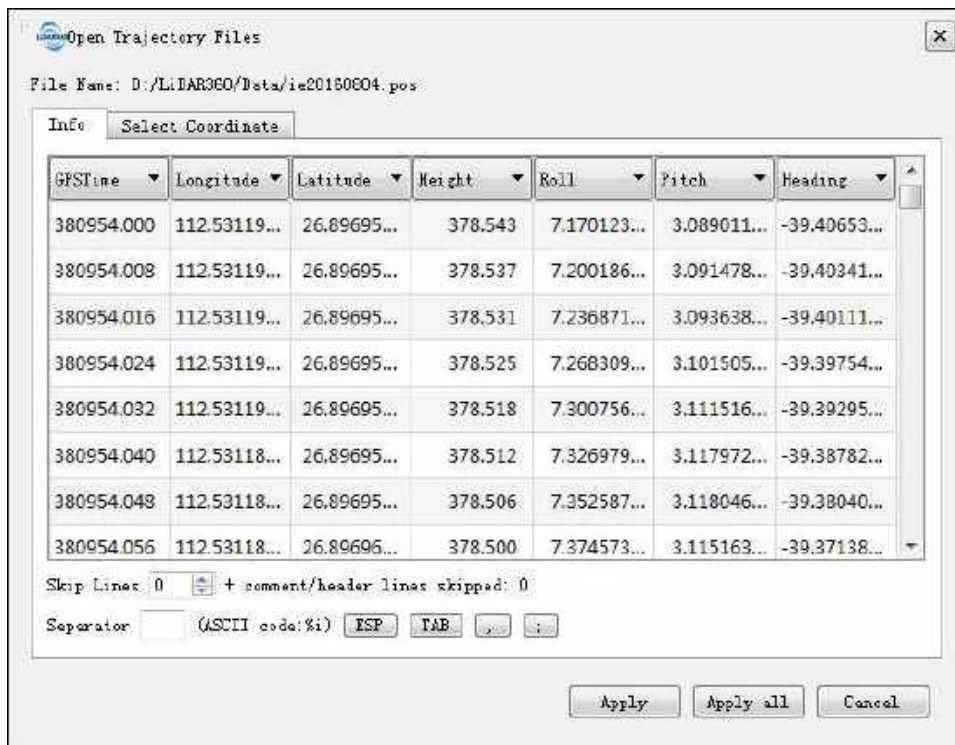 Open Trajectory Files
File Name: D:/LiDAR360/Data/ie20160804.pos
Info Select Coordinate
GPSTime Longitude Latitude Height Roll Pitch Heading
380954.000 112.53119... 26.89695... 378.543 7.170123... 3.089011... -39.40653...
380954.008 112.53119... 26.89695... 378.537 7.200186... 3.091478... -39.40341...
380954.016 112.53119... 26.89695... 378.531 7.236871... 3.093638... -39.40111...
380954.024 112.53119... 26.89695... 378.525 7.268309... 3.101505... -39.39754...
380954.032 112.53119... 26.89695... 378.518 7.300756... 3.111516... -39.39295...
380954.040 112.53118... 26.89695... 378.512 7.326979... 3.117972... -39.38782...
380954.048 112.53118... 26.89695... 378.506 7.352587... 3.118046... -39.38040...
380954.056 112.53118... 26.89696... 378.500 7.374573... 3.115163... -39.37138...
Skip Lines 0 + comment/header lines skipped: 0
Separator (ASCII code:%i) ESP TAB , ;
Apply Apply all Cancel